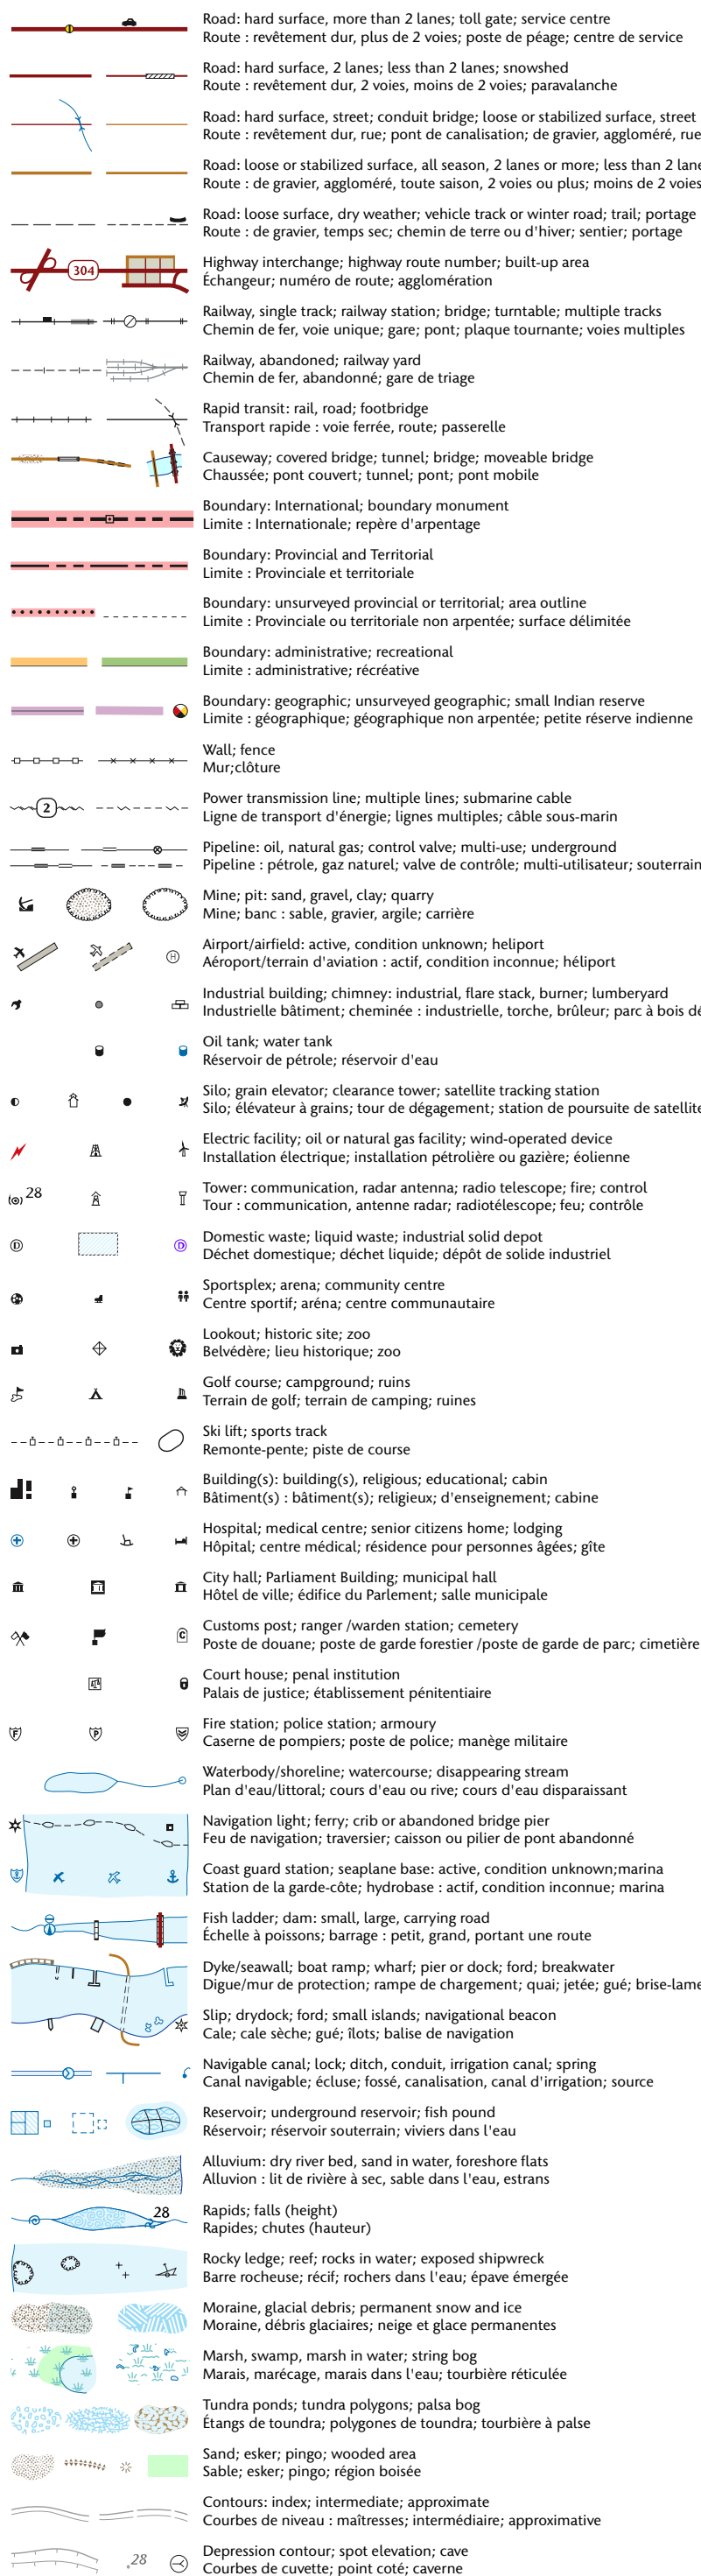 Road: hard surface, more than 2 lanes; toll gate; service centre
Route : revêtement dur, plus de 2 voies; poste de péage; centre de service
Road: hard surface, 2 lanes; less than 2 lanes; snowshed
Route : revêtement dur, 2 voies, moins de 2 voies; paravalanche
Road: hard surface, street; conduit bridge; loose or stabilized surface, street
Route : revêtement dur, rue; pont de canalisation; de gravier, aggloméré, rue
Road: loose or stabilized surface, all season, 2 lanes or more; less than 2 lane
Route : de gravier, aggloméré, toute saison, 2 voies ou plus; moins de 2 voies
Road: loose surface, dry weather; vehicle track or winter road; trail; portage
Route : de gravier, temps sec; chemin de terre ou d'hiver; sentier; portage
304
Highway interchange; highway route number; built-up area
Échangeur; numéro de route; agglomération
Railway, single track; railway station; bridge; turntable; multiple tracks
Chemin de fer, voie unique; gare; pont; plaque tournante; voies multiples
Railway, abandoned; railway yard
Chemin de fer, abandonné; gare de triage
Rapid transit: rail, road; footbridge
Transport rapide : voie ferrée, route; passerelle
Causeway; covered bridge; tunnel; bridge; moveable bridge
Chaussée; pont couvert; tunnel; pont; pont mobile
Boundary: International; boundary monument
Limite : Internationale; repère d'arpentage
Boundary: Provincial and Territorial
Limite : Provinciale et territoriale
Boundary: unsurveyed provincial or territorial; area outline
Limite : Provinciale ou territoriale non arpentée; surface délimitée
Boundary: administrative; recreational
Limite : administrative; récréative
Boundary: geographic; unsurveyed geographic; small Indian reserve
Limite : géographique; géographique non arpentée; petite réserve indienne
Wall; fence
Mur;clôture
2
Power transmission line; multiple lines; submarine cable
Ligne de transport d'énergie; lignes multiples; câble sous-marin
Pipeline: oil, natural gas; control valve; multi-use; underground
Pipeline : pétrole, gaz naturel; valve de contrôle; multi-utilisateur; souterrain
Mine; pit: sand, gravel, clay; quarry
Mine; banc : sable, gravier, argile; carrière
H
Airport/airfield: active, condition unknown; heliport
Aéroport/terrain d'aviation : actif, condition inconnue; héliport
Industrial building; chimney: industrial, flare stack, burner; lumberyard
Industrielle bâtiment; cheminée : industrielle, torche, brûleur; parc à bois dé
Oil tank; water tank
Réservoir de pétrole; réservoir d'eau
Silo; grain elevator; clearance tower; satellite tracking station
Silo; élévateur à grains; tour de dégagement; station de poursuite de satellite
Electric facility; oil or natural gas facility; wind-operated device
Installation électrique; installation pétrolière ou gazière; éolienne
28
Tower: communication, radar antenna; radio telescope; fire; control
Tour : communication, antenne radar; radiotélescope; feu; contrôle
D D
Domestic waste; liquid waste; industrial solid depot
Déchet domestique; déchet liquide; dépôt de solide industriel
Sportsplex; arena; community centre
Centre sportif; aréna; centre communautaire
Lookout; historic site; zoo
Belvédère; lieu historique; zoo
Golf course; campground; ruins
Terrain de golf; terrain de camping; ruines
Ski lift; sports track
Remonte-pente; piste de course
Building(s): building(s), religious; educational; cabin
Bâtiment(s) : bâtiment(s); religieux; d'enseignement; cabine
Hospital; medical centre; senior citizens home; lodging
Hôpital; centre médical; résidence pour personnes âgées; gîte
City hall; Parliament Building; municipal hall
Hôtel de ville; édifice du Parlement; salle municipale
C
Customs post; ranger /warden station; cemetery
Poste de douane; poste de garde forestier /poste de garde de parc; cimetière
Court house; penal institution
Palais de justice; établissement pénitentiaire
F P
Fire station; police station; armoury
Caserne de pompiers; poste de police; manège militaire
Waterbody/shoreline; watercourse; disappearing stream
Plan d'eau/littoral; cours d'eau ou rive; cours d'eau disparaissant
Navigation light; ferry; crib or abandoned bridge pier
Feu de navigation; traversier; caisson ou pilier de pont abandonné
Coast guard station; seaplane base: active, condition unknown;marina
Station de la garde-côte; hydrobase : actif, condition inconnue; marina
Fish ladder; dam: small, large, carrying road
Échelle à poissons; barrage : petit, grand, portant une route
Dyke/seawall; boat ramp; wharf; pier or dock; ford; breakwater
Digue/mur de protection; rampe de chargement; quai; jetée; gué; brise-lame
Slip; drydock; ford; small islands; navigational beacon
Cale; cale sèche; gué; îlots; balise de navigation
Navigable canal; lock; ditch, conduit, irrigation canal; spring
Canal navigable; écluse; fossé, canalisation, canal d'irrigation; source
Reservoir; underground reservoir; fish pound
Réservoir; réservoir souterrain; viviers dans l'eau
Alluvium: dry river bed, sand in water, foreshore flats
Alluvion : lit de rivière à sec, sable dans l'eau, estrans
28
Rapids; falls (height)
Rapides; chutes (hauteur)
Rocky ledge; reef; rocks in water; exposed shipwreck
Barre rocheuse; récif; rochers dans l'eau; épave émergée
Moraine, glacial debris; permanent snow and ice
Moraine, débris glaciaires; neige et glace permanentes
Marsh, swamp, marsh in water; string bog
Marais, marécage, marais dans l'eau; tourbière réticulée
Tundra ponds; tundra polygons; palsa bog
Étangs de toundra; polygones de toundra; tourbière à palse
Sand; esker; pingo; wooded area
Sable; esker; pingo; région boisée
Contours: index; intermediate; approximate
Courbes de niveau : maîtresses; intermédiaire; approximative
.28
Depression contour; spot elevation; cave
Courbes de cuvette; point coté; caverne